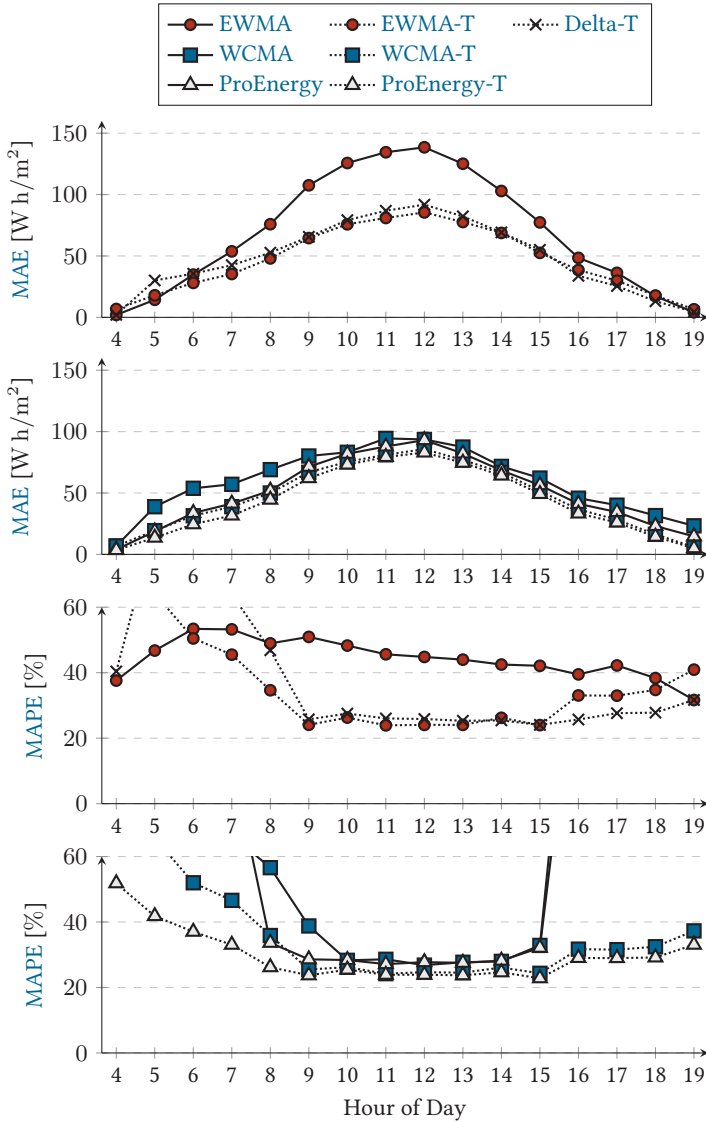 EWMA EWMA-T Delta-T
WCMA WCMA-T
ProEnergy ProEnergy-T
150
100
50
0
MAE [W h/m²]
4 5 6 7 8 9 10 11 12 13 14 15 16 17 18 19
150
100
50
0
MAE [W h/m²]
4 5 6 7 8 9 10 11 12 13 14 15 16 17 18 19
60
40
20
0
MAPE [%]
4 5 6 7 8 9 10 11 12 13 14 15 16 17 18 19
60
40
20
0
MAPE [%]
4 5 6 7 8 9 10 11 12 13 14 15 16 17 18 19
Hour of Day